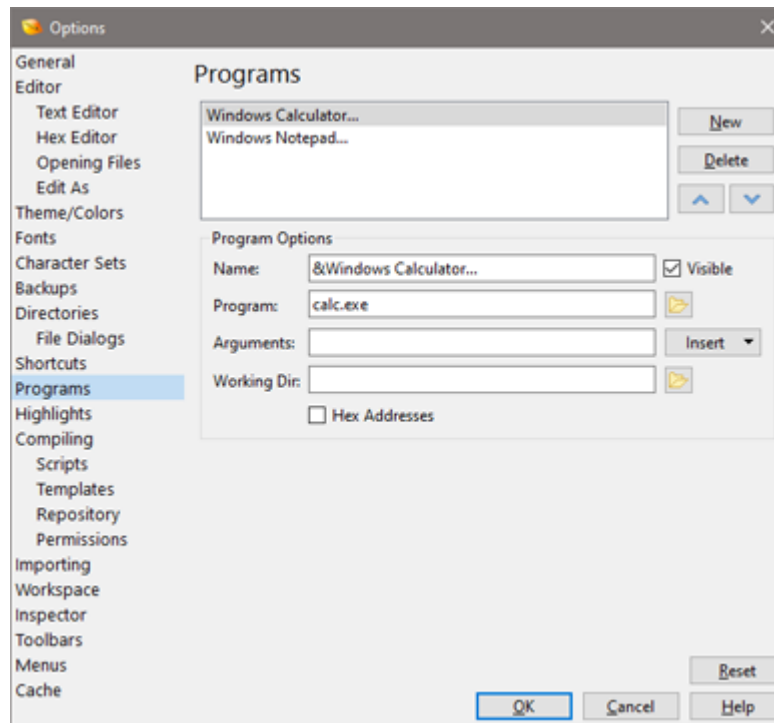 Options
General
Editor
Text Editor
Hex Editor
Opening Files
Edit As
Theme/Colors
Fonts
Character Sets
Backups
Directories
File Dialogs
Shortcuts
Programs
Highlights
Compiling
Scripts
Templates
Repository
Permissions
Importing
Workspace
Inspector
Toolbars
Menus
Cache
Programs
Windows Calculator...
Windows Notepad...
New
Delete
Program Options
Name: &Windows Calculator... Visible
Program: calc.exe
Arguments: Insert
Working Dir:
Hex Addresses
Reset
OK Cancel Help